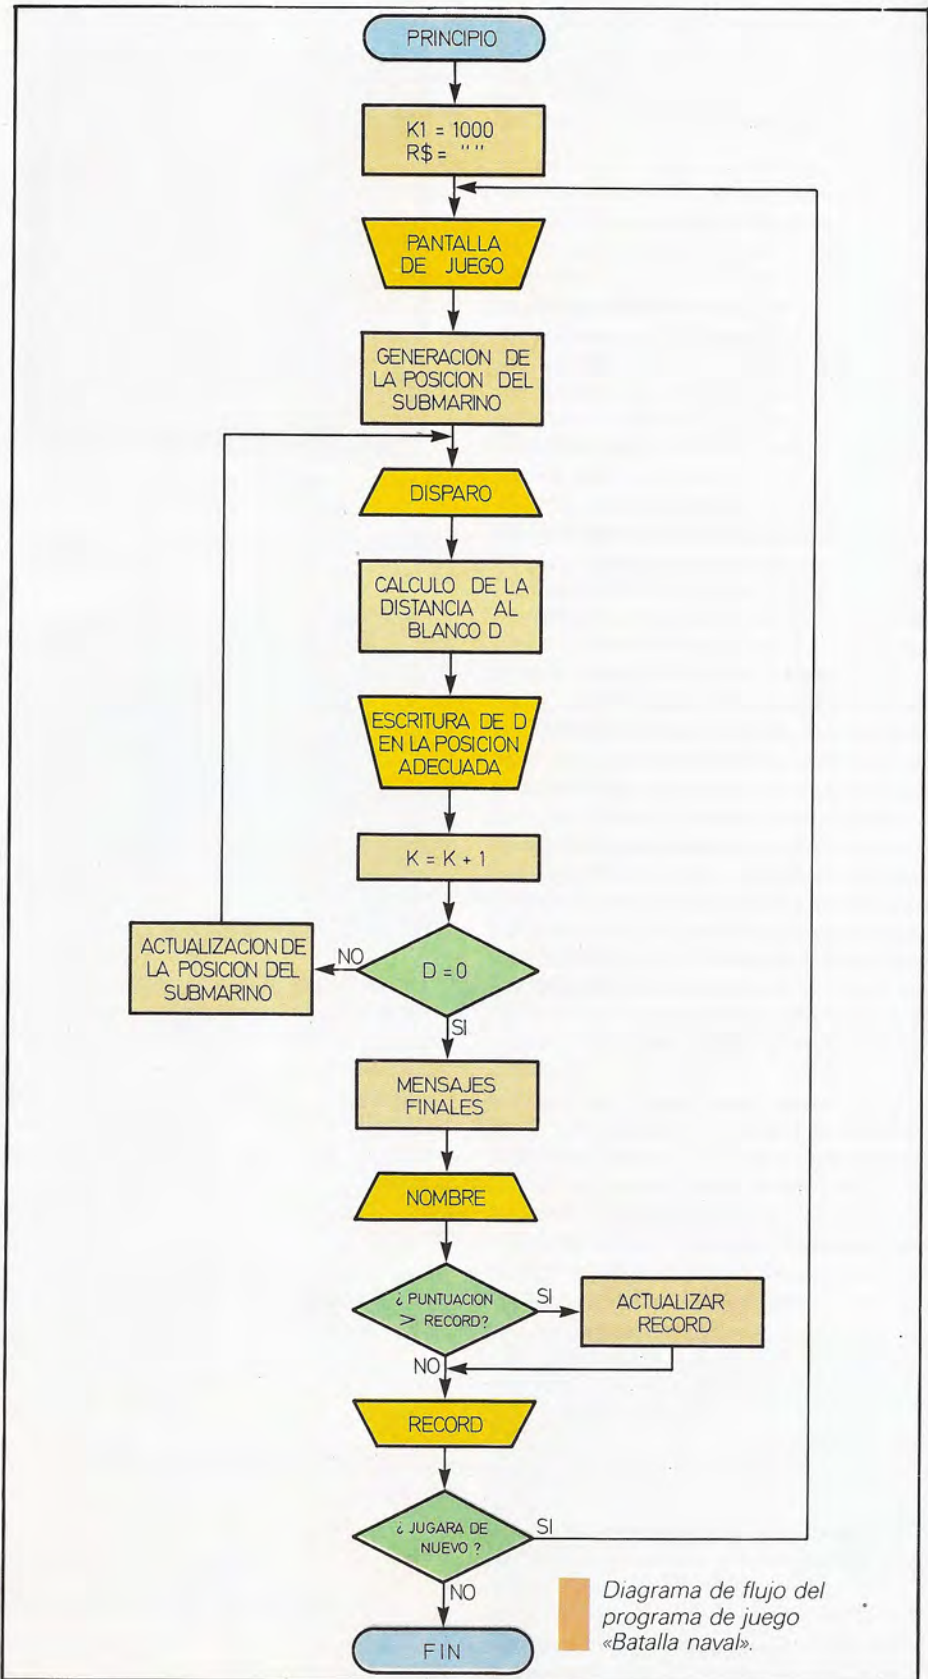 PRINCIPIO
K1 = 1000
R$ = " "
PANTALLA
DE JUEGO
GENERACION DE
LA POSICION DEL
SUBMARINO
DISPARO
CALCULO DE LA
DISTANCIA AL
BLANCO D
ESCRITURA DE D
EN LA POSICION
ADECUADA
K = K + 1
ACTUALIZACION DE
LA POSICION DEL
SUBMARINO
NO
D = 0
SI
MENSAJES
FINALES
NOMBRE
¿ PUNTUACION
> RECORD?
SI
ACTUALIZAR
RECORD
NO
RECORD
¿ JUGARA DE
NUEVO ?
SI
NO
FIN
Diagrama de flujo del
programa de juego
«Batalla naval».